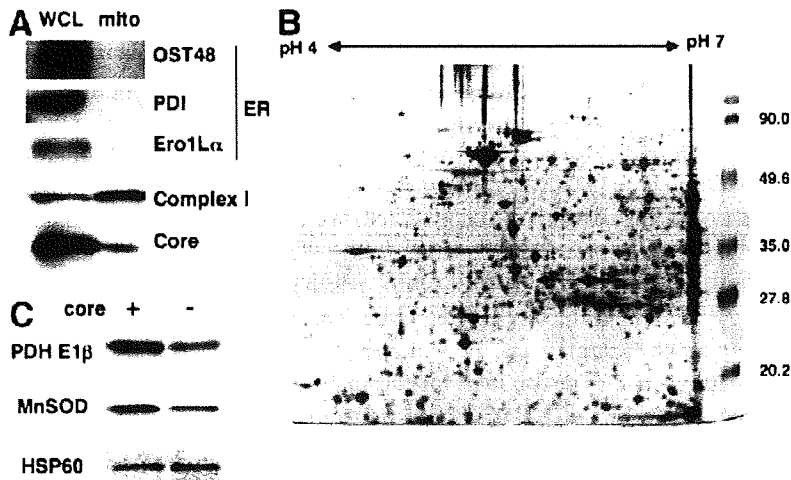 A
WCL mito
OST48
PDI
ER
Ero1Lα
Complex I
Core
B
pH 4
pH 7
90.0
49.6
35.0
27.8
20.2
C
core + -
PDH E1β
MnSOD
HSP60